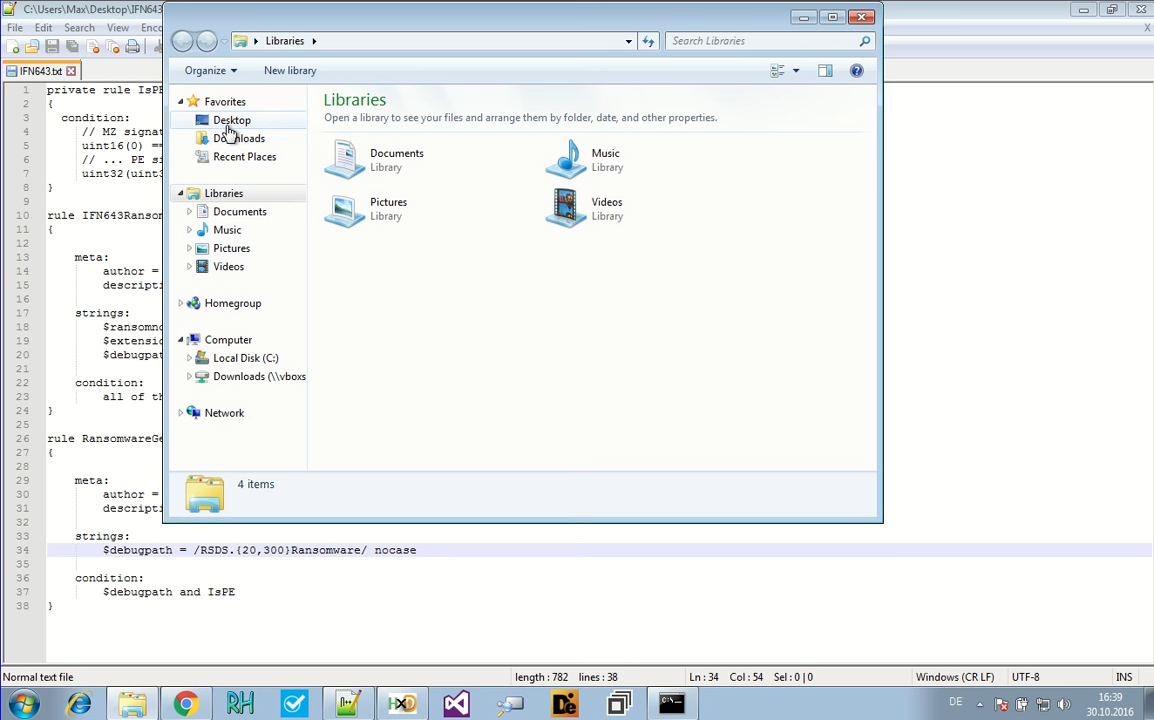 C:\Users\Max\Desktop\IFN643
File Edit Search View Enco
IFN643.txt
Libraries
Search Libraries
Organize
New library
Favorites
Desktop
Downloads
Recent Places
Libraries
Documents
Music
Pictures
Videos
Homegroup
Computer
Local Disk (C:)
Downloads (\\vboxs
Network
Libraries
Open a library to see your files and arrange them by folder, date, and other properties.
Documents
Library
Music
Library
Pictures
Library
Videos
Library
4 items
1 private rule IsPE
2 {
3 condition:
4 // MZ signat
5 uint16(0) ==
6 // ... PE si
7 uint32(uint3
8 }
9
10 rule IFN643Ransom
11 {
12
13 meta:
14 author =
15 descripti
16
17 strings:
18 $ransomno
19 $extensio
20 $debugpat
21
22 condition:
23 all of th
24 }
25
26 rule RansomwareGe
27 {
28
29 meta:
30 author =
31 descripti
32
33 strings:
34 $debugpath = /RSDS.{20,300}Ransomware/ nocase
35
36 condition:
37 $debugpath and IsPE
38 }
Normal text file
length : 782 lines : 38
Ln : 34 Col : 54 Sel : 0 | 0
Windows (CR LF)
UTF-8
INS
RH
DE
16:39
30.10.2016